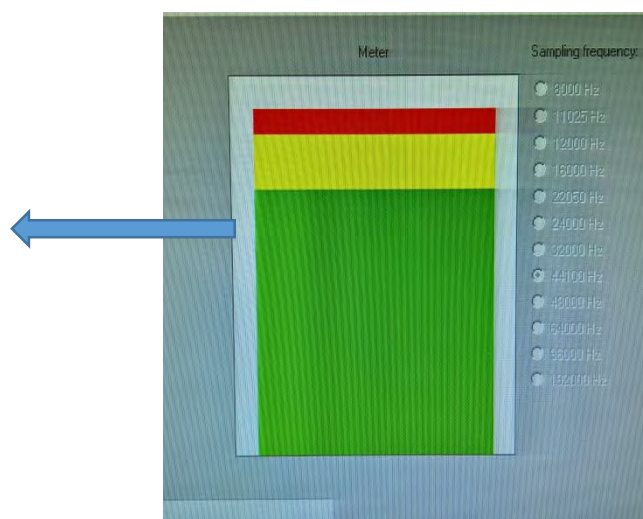 Meter
Sampling frequency:
8000 Hz
11025 Hz
12000 Hz
16000 Hz
22050 Hz
24000 Hz
32000 Hz
44100 Hz
48000 Hz
64000 Hz
96000 Hz
192000 Hz